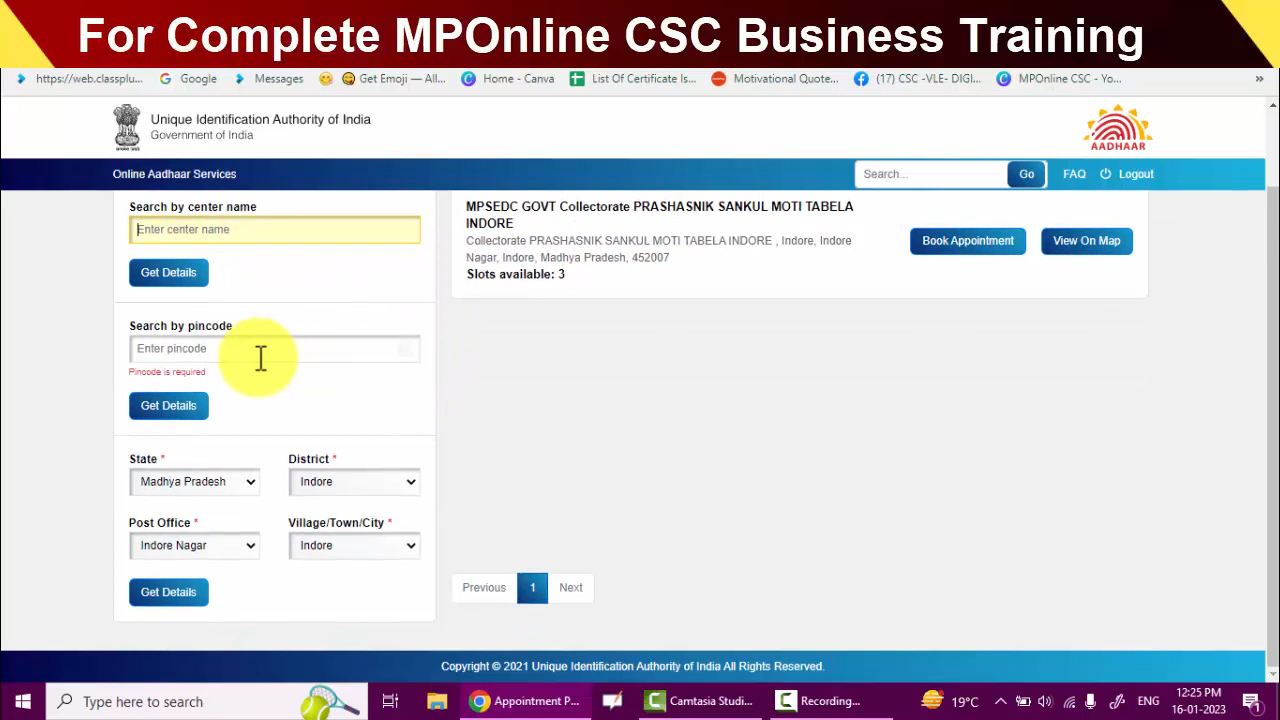 For Complete MPOnline CSC Business Training
https://web.classplu...
Google
Messages
Get Emoji — All...
Home - Canva
List Of Certificate Is...
Motivational Quote...
(17) CSC -VLE- DIGI...
MPOnline CSC - Yo...
»
Unique Identification Authority of India
Government of India
AADHAAR
Online Aadhaar Services
Search...
Go
FAQ
Logout
Search by center name
Enter center name
Get Details
Search by pincode
Enter pincode
Pincode is required
Get Details
State *
District *
Madhya Pradesh
Indore
Post Office *
Village/Town/City *
Indore Nagar
Indore
Get Details
MPSEDC GOVT Collectorate PRASHASNIK SANKUL MOTI TABELA
INDORE
Collectorate PRASHASNIK SANKUL MOTI TABELA INDORE , Indore, Indore
Nagar, Indore, Madhya Pradesh, 452007
Slots available: 3
Book Appointment
View On Map
Previous
1
Next
Copyright © 2021 Unique Identification Authority of India All Rights Reserved.
Type here to search
Appointment P...
Camtasia Studi...
Recording...
19°C
ENG
12:25 PM
16-01-2023
1